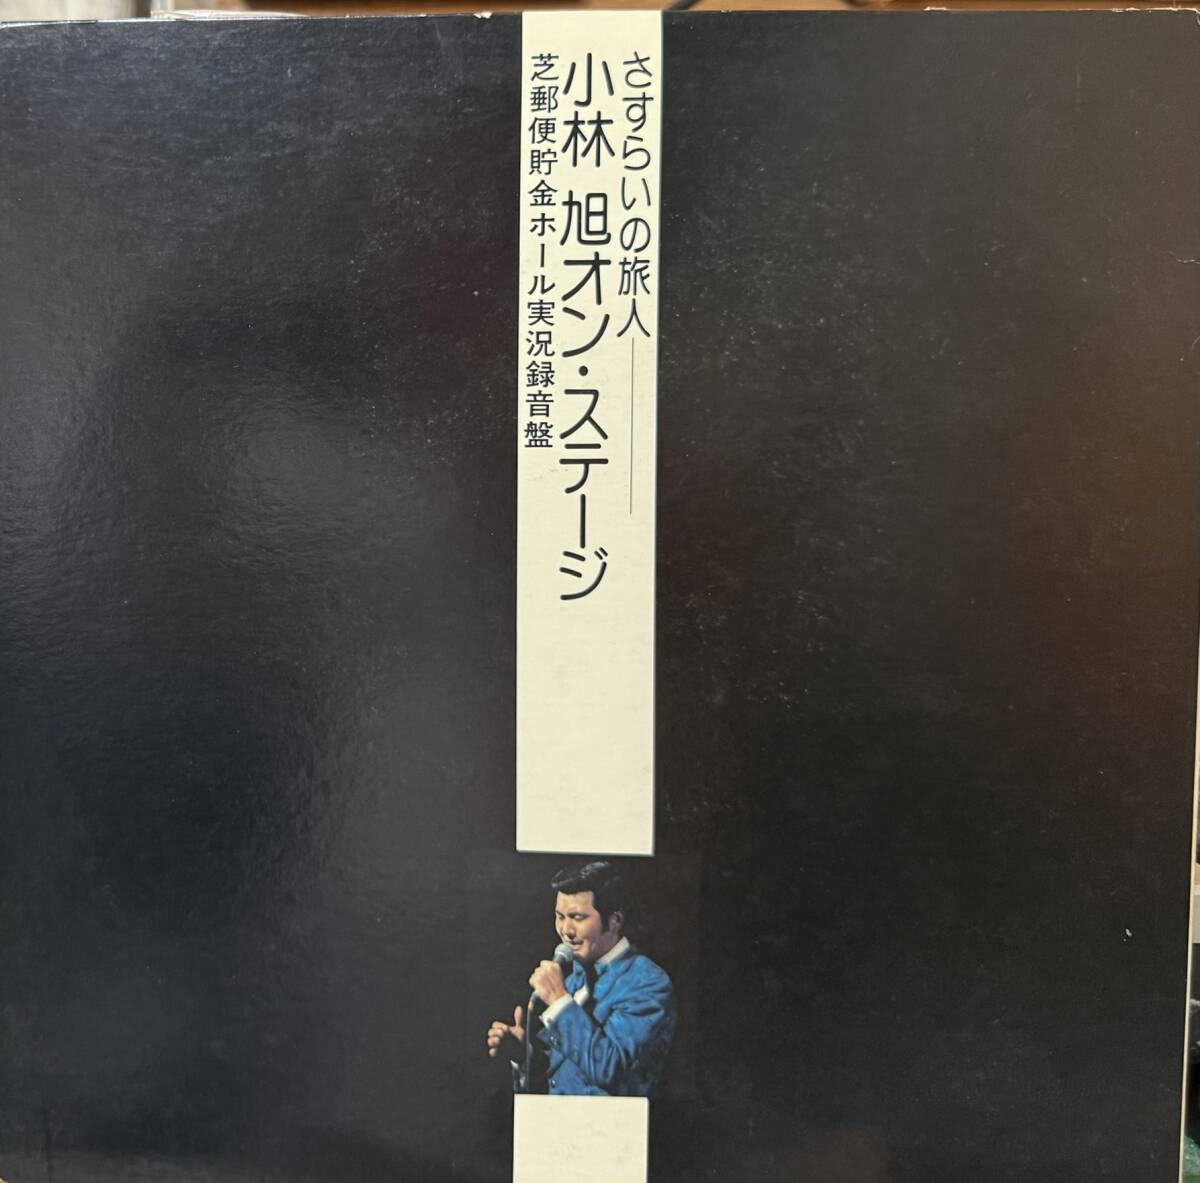 さすらいの旅人
小林 旭オン・ステージ
芝郵便貯金ホール実況録音盤